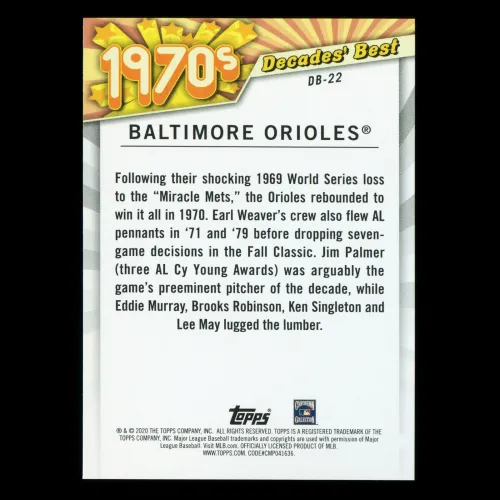 1970s
Decades' Best
DB-22
BALTIMORE ORIOLES®
Following their shocking 1969 World Series loss
to the “Miracle Mets,” the Orioles rebounded to
win it all in 1970. Earl Weaver's crew also flew AL
pennants in ‘71 and ‘79 before dropping seven-
game decisions in the Fall Classic. Jim Palmer
(three AL Cy Young Awards) was arguably the
game's preeminent pitcher of the decade, while
Eddie Murray, Brooks Robinson, Ken Singleton and
Lee May lugged the lumber.
Topps
® & © 2020 THE TOPPS COMPANY, INC. ALL RIGHTS RESERVED. TOPPS IS A REGISTERED TRADEMARK OF THE
TOPPS COMPANY, INC. Major League Baseball trademarks and copyrights are used with permission of Major
League Baseball. Visit MLB.com. OFFICIALLY LICENSED PRODUCT OF MLB.
WWW.TOPPS.COM. CODE#CMP041636.